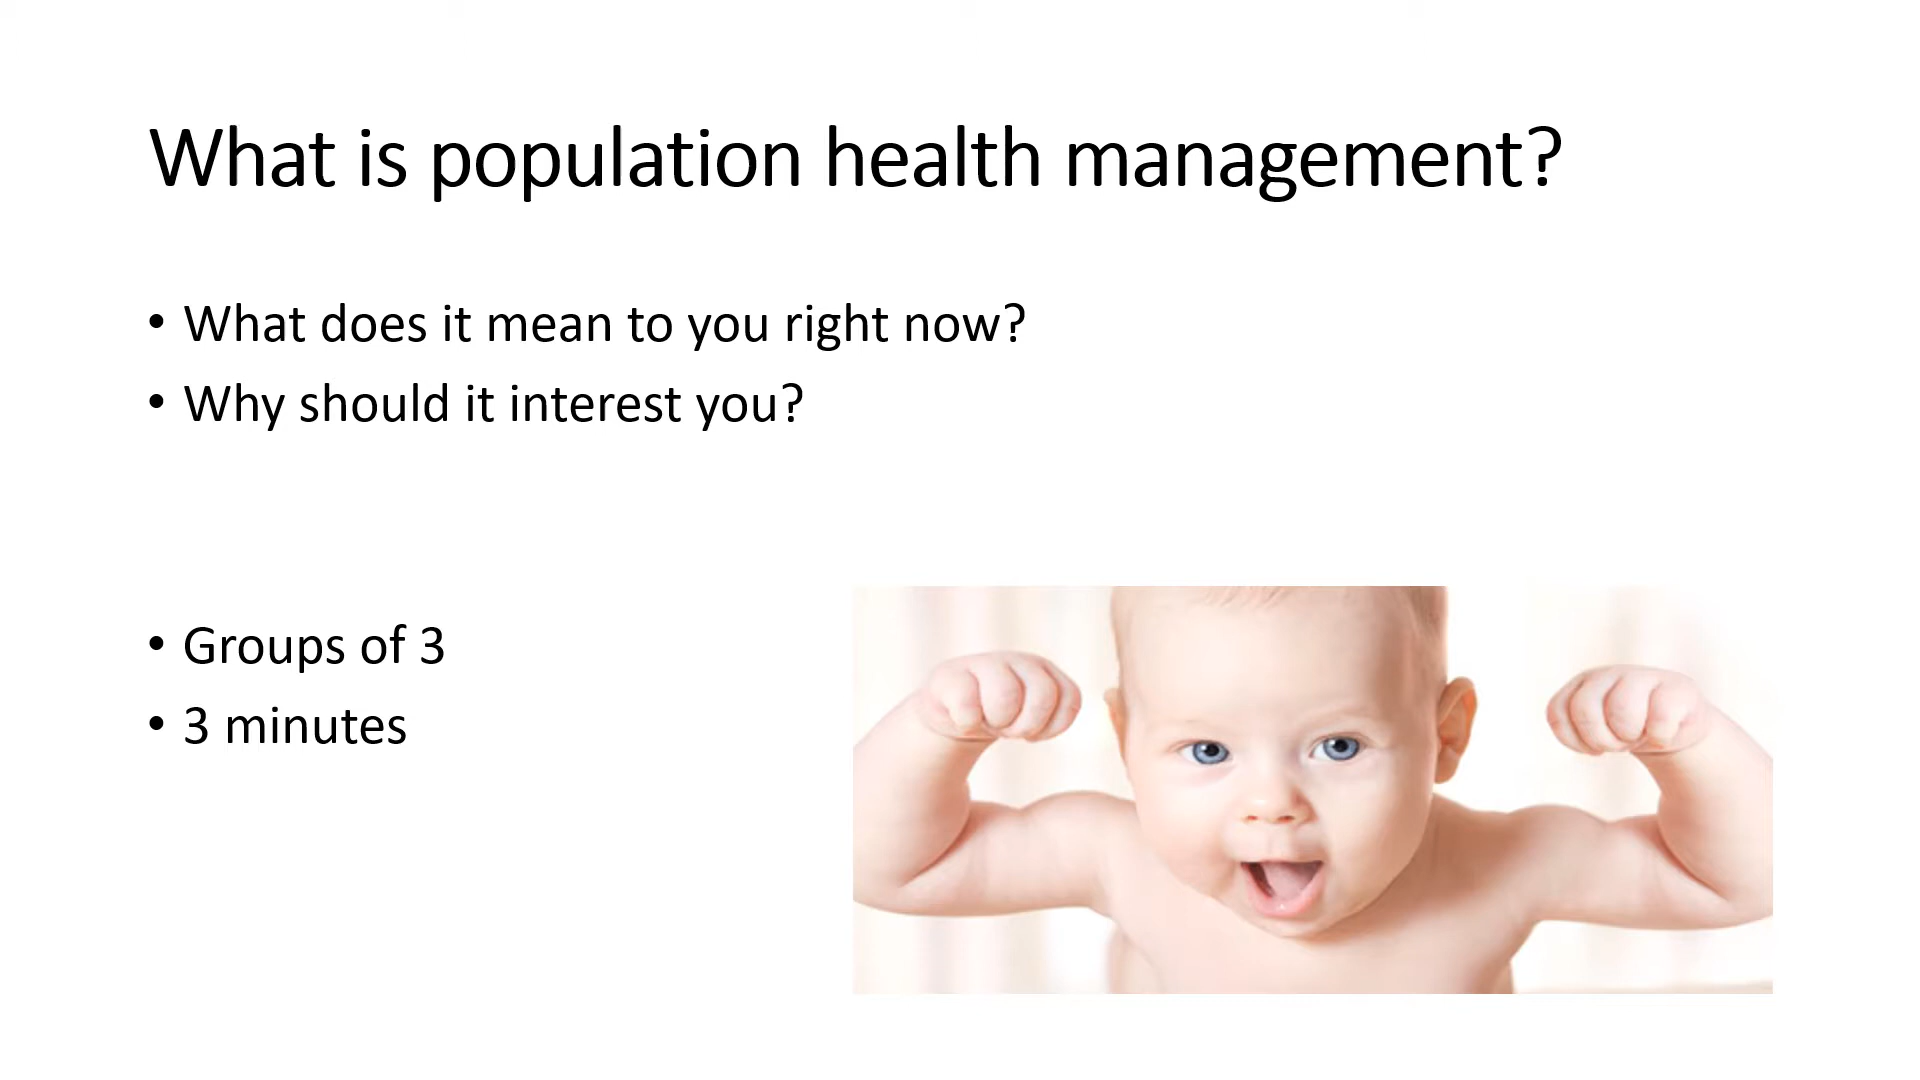 What is population health management?
• What does it mean to you right now?
• Why should it interest you?
• Groups of 3
• 3 minutes